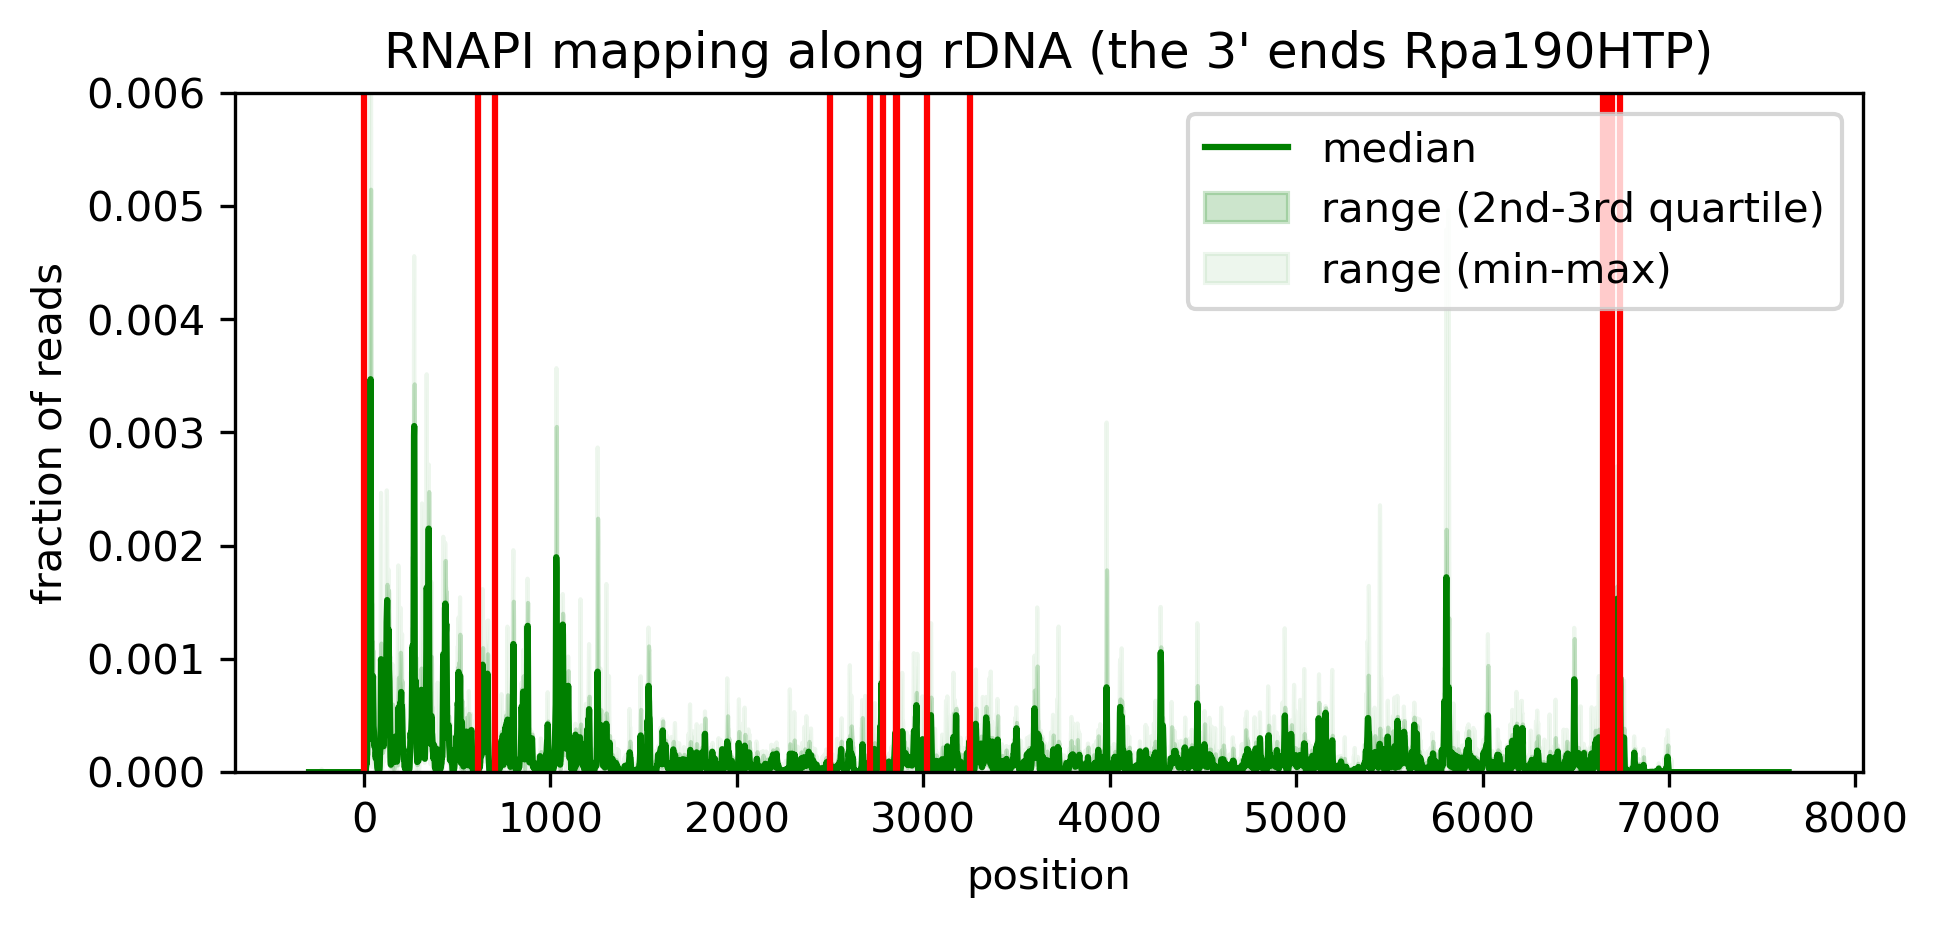 RNAPI mapping along rDNA (the 3' ends Rpa190HTP)
0.006
0.005
0.004
0.003
0.002
0.001
0.000
fraction of reads
median
range (2nd-3rd quartile)
range (min-max)
0 1000 2000 3000 4000 5000 6000 7000 8000
position